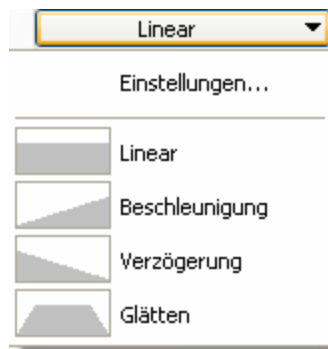 Linear
Einstellungen...
Linear
Beschleunigung
Verzögerung
Glätten